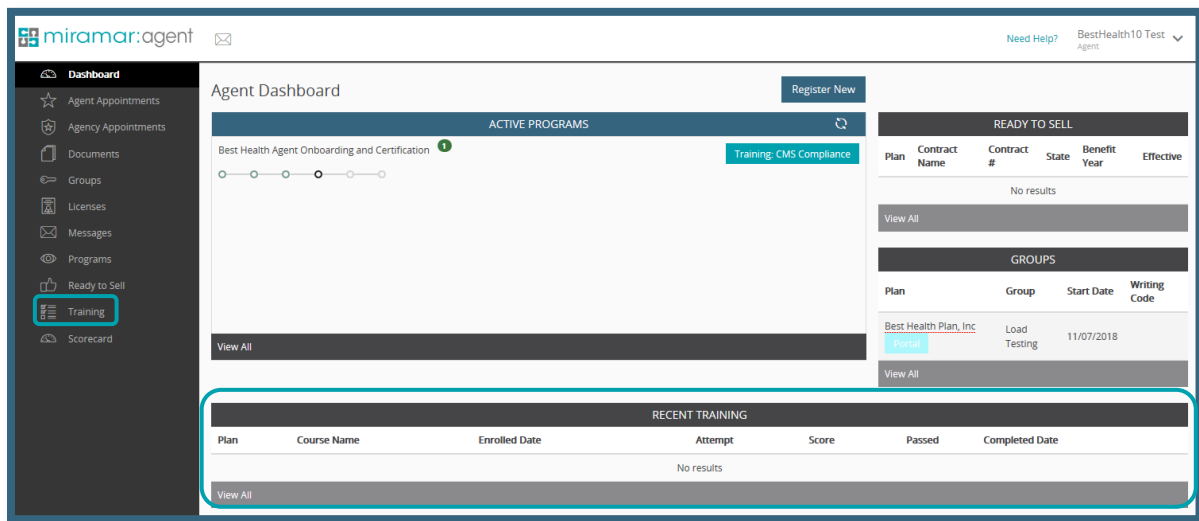 miramar:agent
Need Help?
BestHealth10 Test
Agent
Dashboard
Agent Appointments
Agency Appointments
Documents
Groups
Licenses
Messages
Programs
Ready to Sell
Training
Scorecard
Agent Dashboard
Register New
ACTIVE PROGRAMS
Best Health Agent Onboarding and Certification 1
Training: CMS Compliance
View All
READY TO SELL
Plan Contract Name Contract # State Benefit Year Effective
No results
View All
GROUPS
Plan Group Start Date Writing Code
Best Health Plan, Inc Load Testing 11/07/2018
Portal
View All
RECENT TRAINING
Plan Course Name Enrolled Date Attempt Score Passed Completed Date
No results
View All